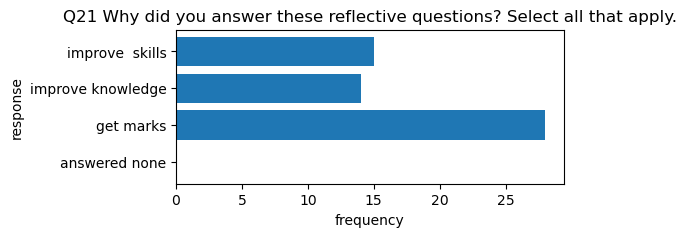 Q21 Why did you answer these reflective questions? Select all that apply.
improve  skills
improve knowledge
get marks
answered none
response
0 5 10 15 20 25
frequency